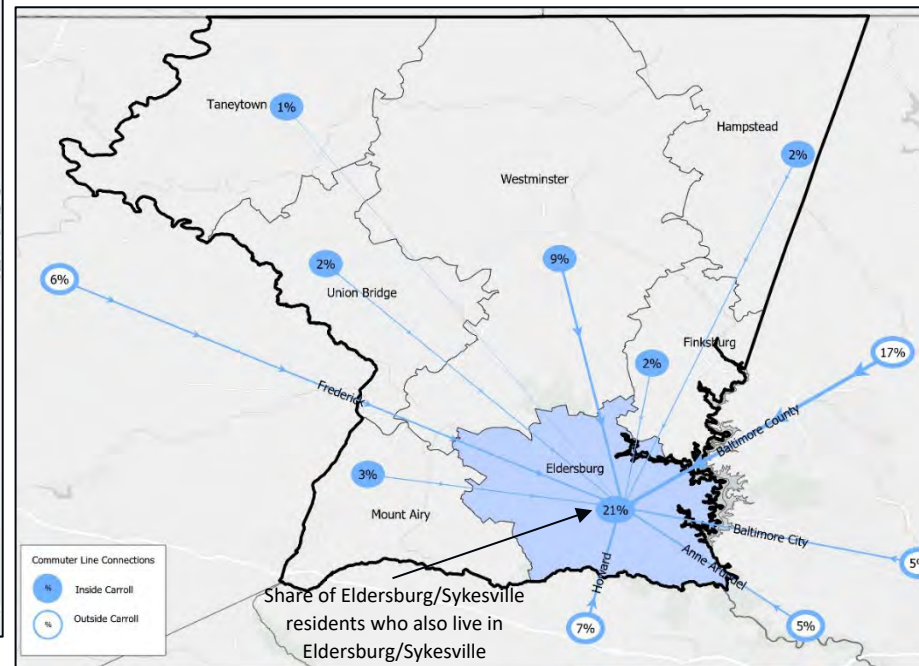 Taneytown
1%
Hampstead
2%
Westminster
9%
2%
Union Bridge
6%
Finksburg
17%
2%
Frederick
Baltimore County
Eldersburg
3%
Mount Airy
21%
Baltimore City
Anne Arundel
5%
Howard
7%
5%
Commuter Line Connections
% Inside Carroll
% Outside Carroll
Share of Eldersburg/Sykesville
residents who also live in
Eldersburg/Sykesville